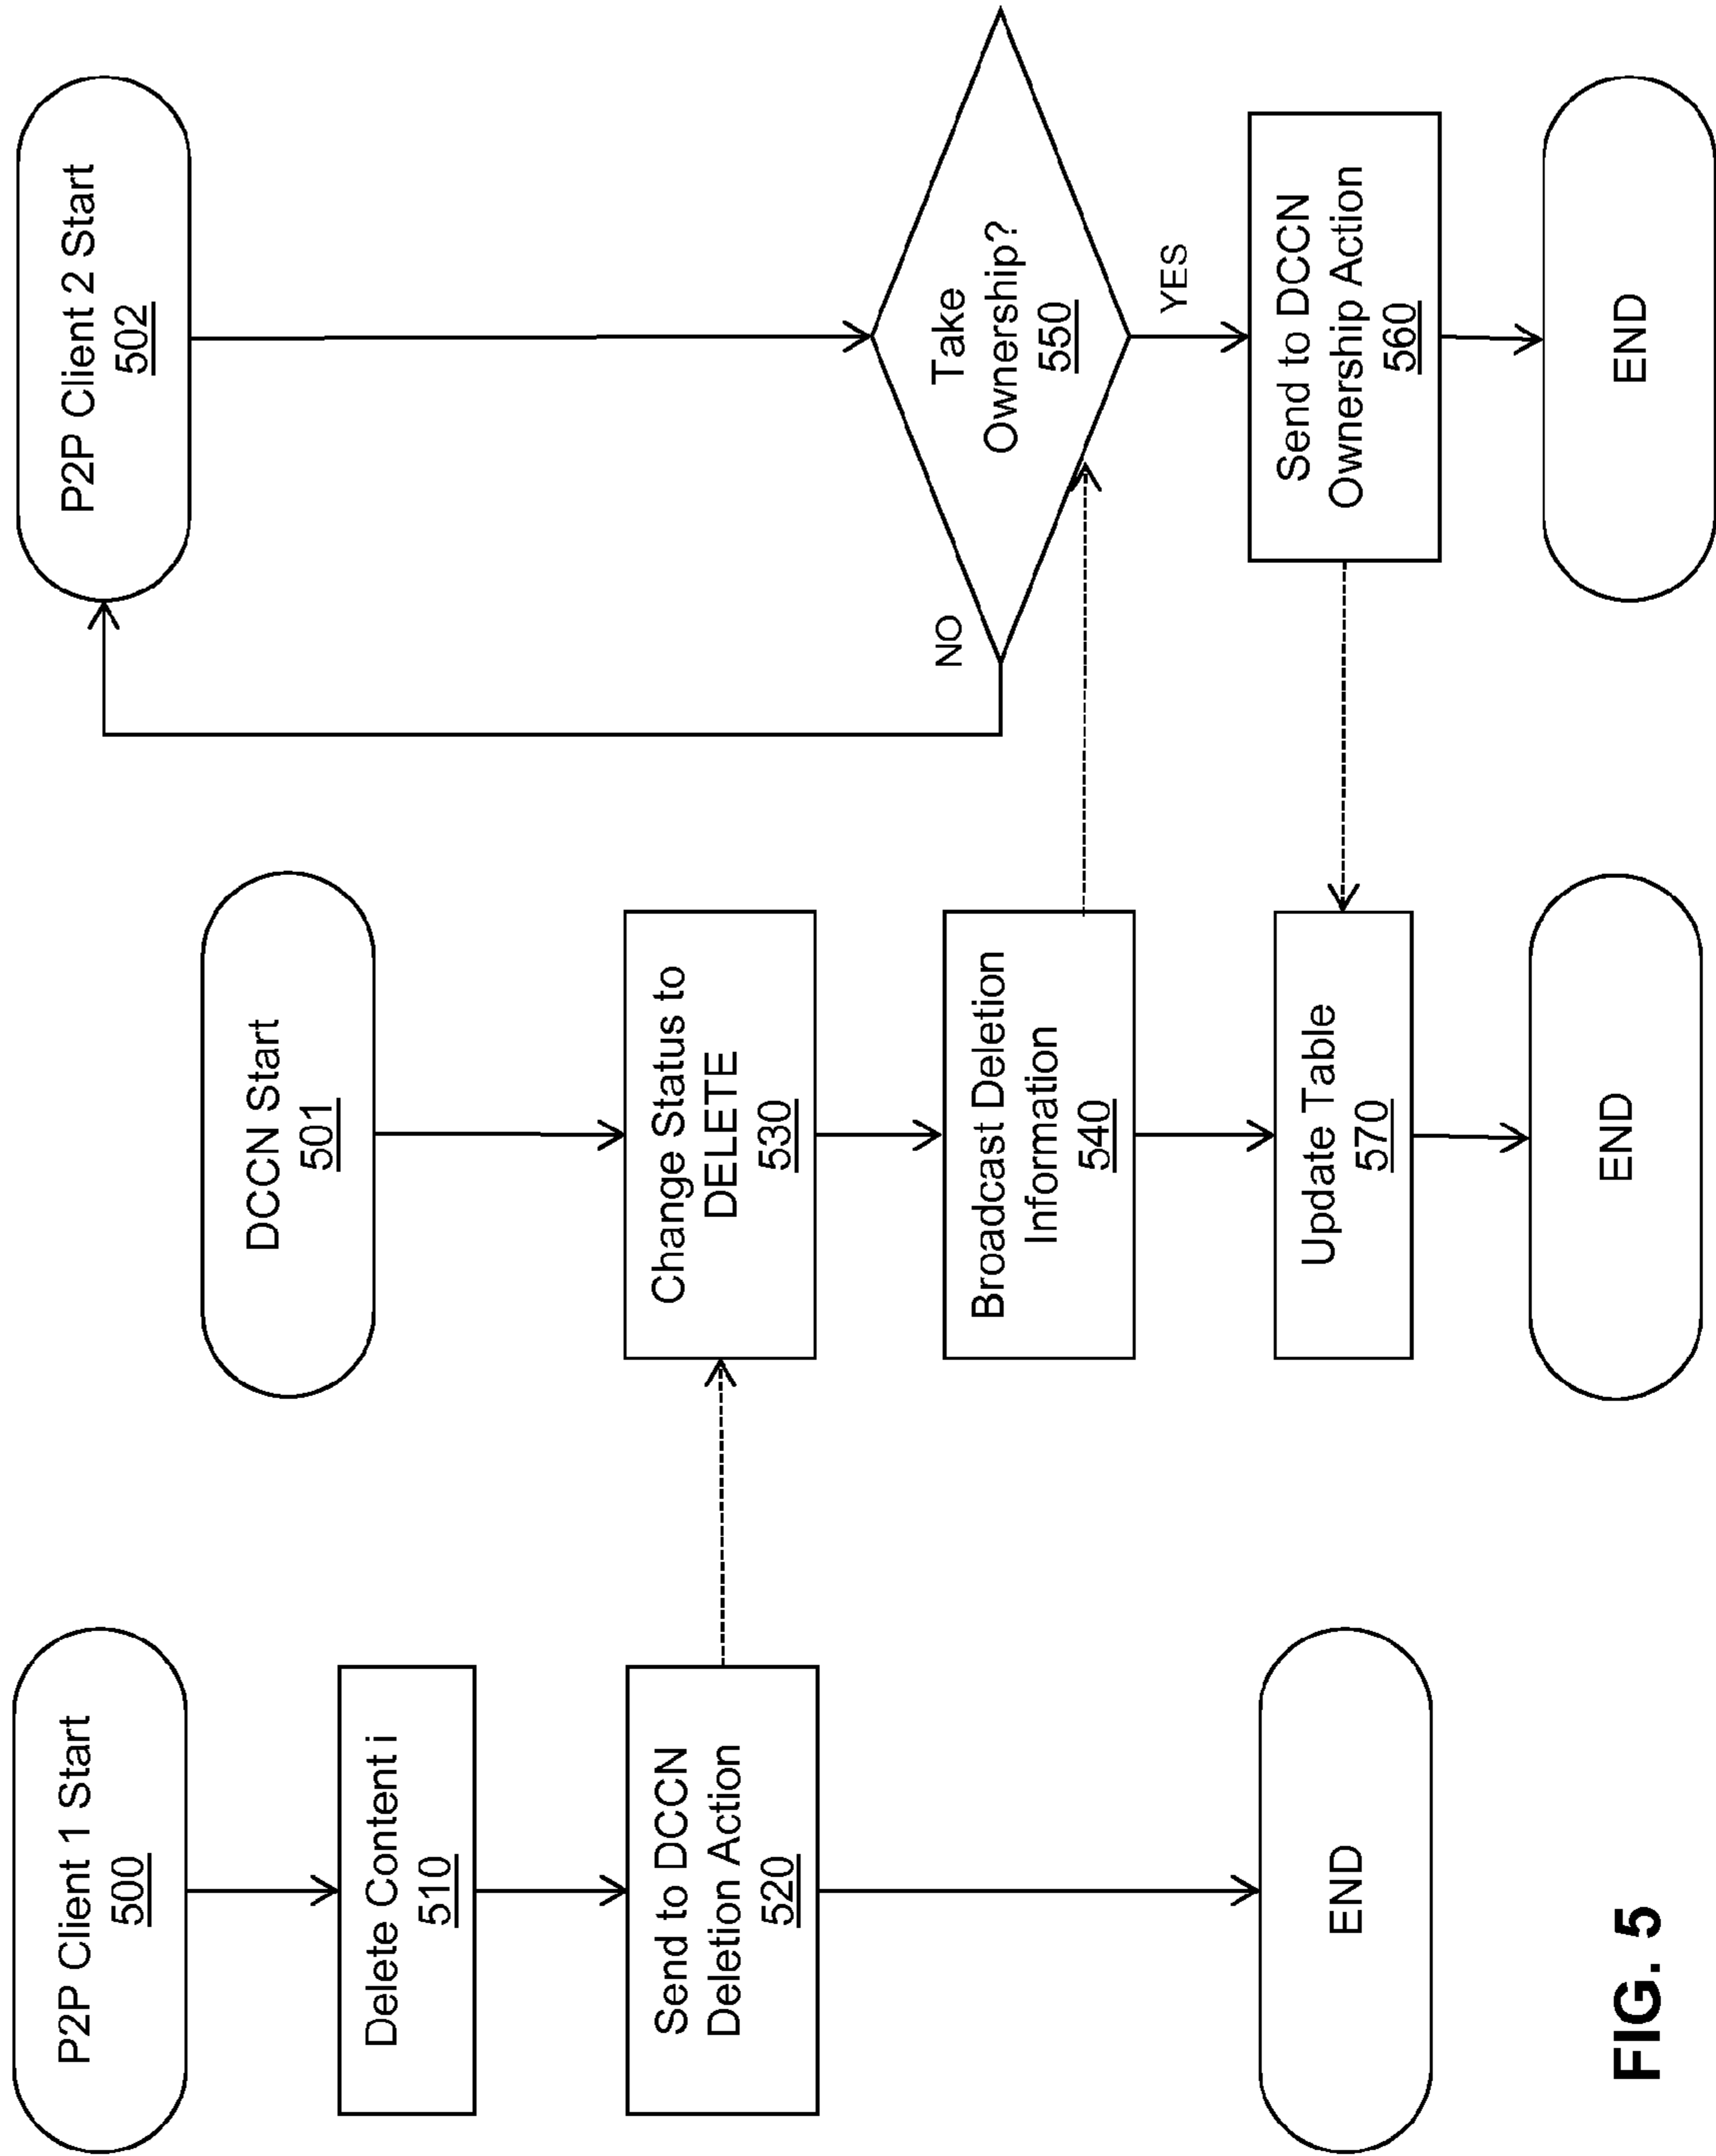 P2P Client 1 Start
500
Delete Content i
510
Send to DCCN
Deletion Action
520
END
DCCN Start
501
Change Status to
DELETE
530
Broadcast Deletion
Information
540
Update Table
570
END
P2P Client 2 Start
502
Take
Ownership?
550
NO
YES
Send to DCCN
Ownership Action
560
END
FIG. 5